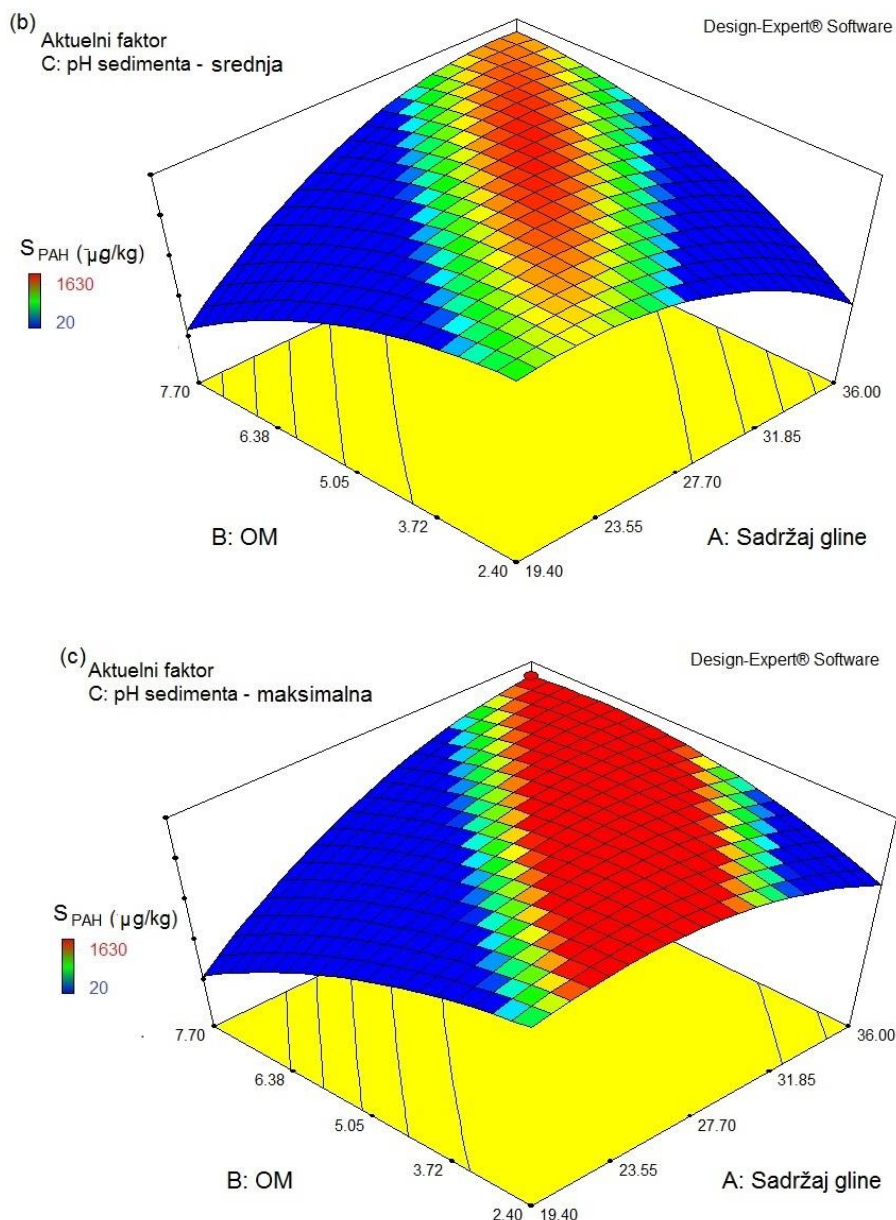 (b)
Aktuelni faktor
C: pH sedimenta - srednja
Design-Expert® Software
S PAH (µg/kg)
1630
20
7.70
6.38
5.05
3.72
2.40
19.40
23.55
27.70
31.85
36.00
B: OM
A: Sadržaj gline
(c)
Aktuelni faktor
C: pH sedimenta - maksimalna
Design-Expert® Software
S PAH (µg/kg)
1630
20
7.70
6.38
5.05
3.72
2.40
19.40
23.55
27.70
31.85
36.00
B: OM
A: Sadržaj gline